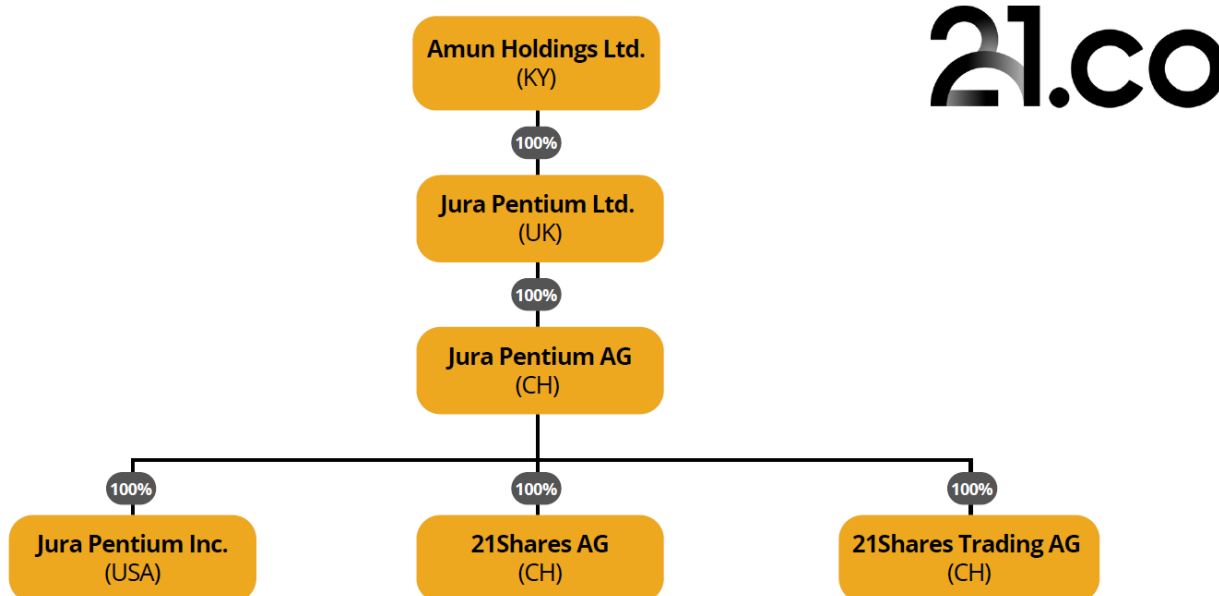 21.co
Amun Holdings Ltd.
(KY)
100%
Jura Pentium Ltd.
(UK)
100%
Jura Pentium AG
(CH)
100%
100%
100%
Jura Pentium Inc.
(USA)
21Shares AG
(CH)
21Shares Trading AG
(CH)